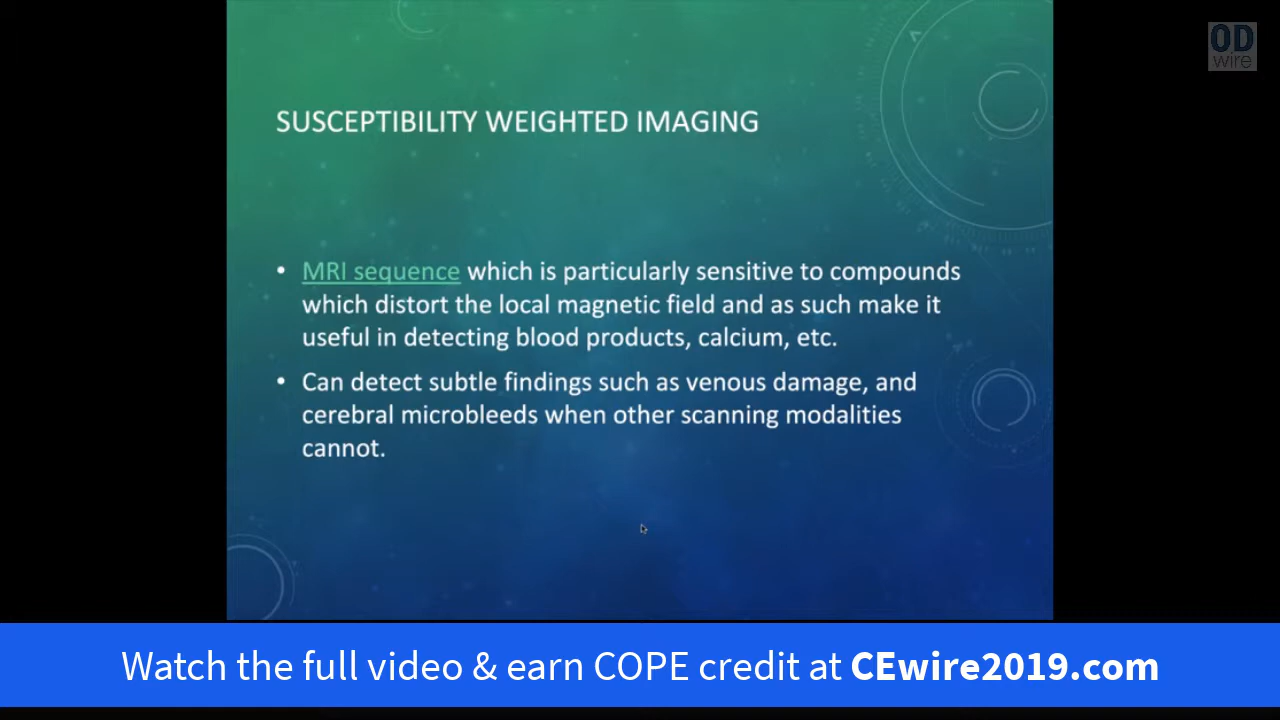 OD
wire
SUSCEPTIBILITY WEIGHTED IMAGING
• MRI sequence which is particularly sensitive to compounds
which distort the local magnetic field and as such make it
useful in detecting blood products, calcium, etc.
• Can detect subtle findings such as venous damage, and
cerebral microbleeds when other scanning modalities
cannot.
Watch the full video & earn COPE credit at CEwire2019.com